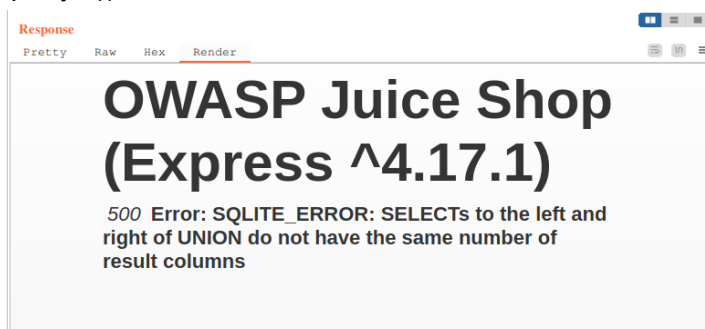 Response
Pretty Raw Hex Render
\n
OWASP Juice Shop
(Express ^4.17.1)
500 Error: SQLITE_ERROR: SELECTs to the left and
right of UNION do not have the same number of
result columns